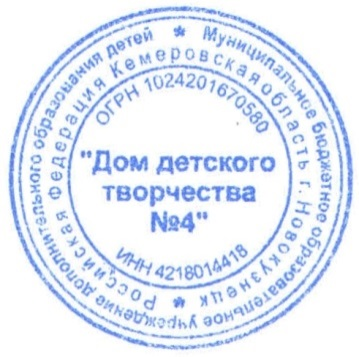 * Муниципальное бюджетное образовательное учреждение дополнительного образования детей
* Российская Федерация Кемеровская область г. Новокузнецк
ОГРН 1024201670580
"Дом детского
творчества
№4"
ИНН 4218014418